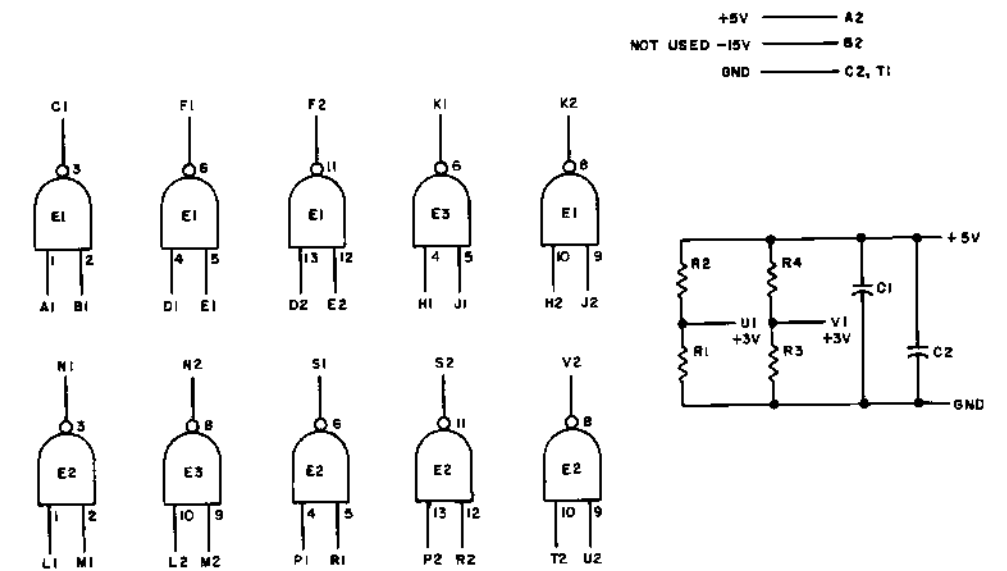 +5V A2
NOT USED -15V B2
GND C2, T1
C1 F1 F2 K1 K2
3 6 11 6 8
E1 E1 E1 E3 E1
1 2 4 5 13 12 4 5 10 9
A1 B1 D1 E1 D2 E2 H1 J1 H2 J2
+5V
R2 R4
C1
U1 V1
+3V +3V
R1 R3
C2
GND
N1 N2 S1 S2 V2
3 8 6 11 8
E2 E3 E2 E2 E2
1 2 10 9 4 5 13 12 10 9
L1 M1 L2 M2 P1 R1 P2 R2 T2 U2